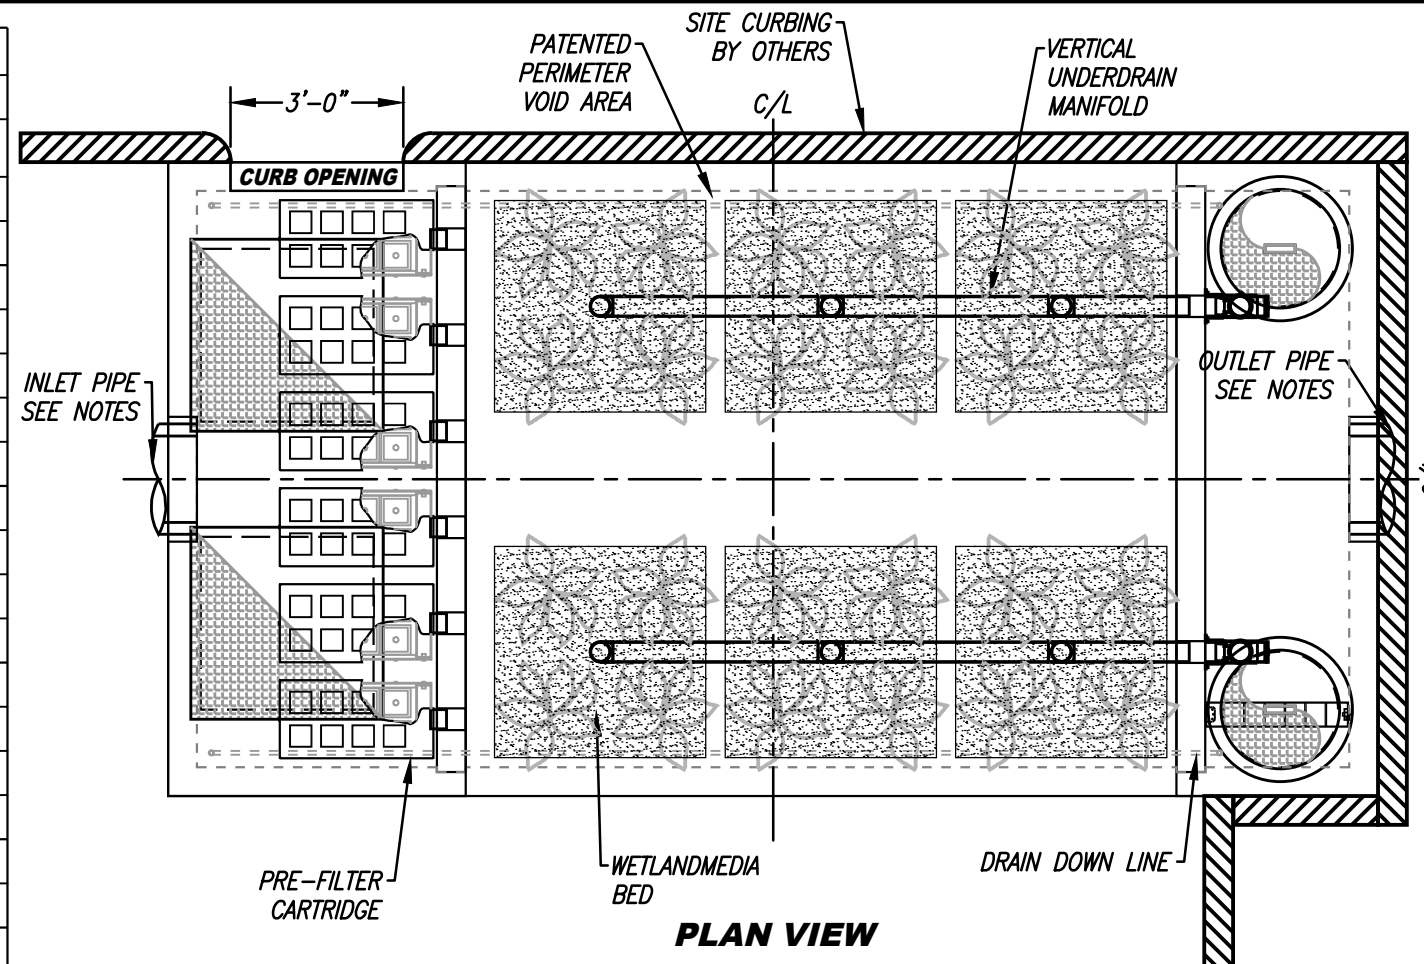 SITE CURBING
BY OTHERS
PATENTED
PERIMETER
VOID AREA
VERTICAL
UNDERDRAIN
MANIFOLD
C/L
3'-0"
CURB OPENING
INLET PIPE
SEE NOTES
OUTLET PIPE
SEE NOTES
PRE-FILTER
CARTRIDGE
WETLANDMEDIA
BED
DRAIN DOWN LINE
PLAN VIEW